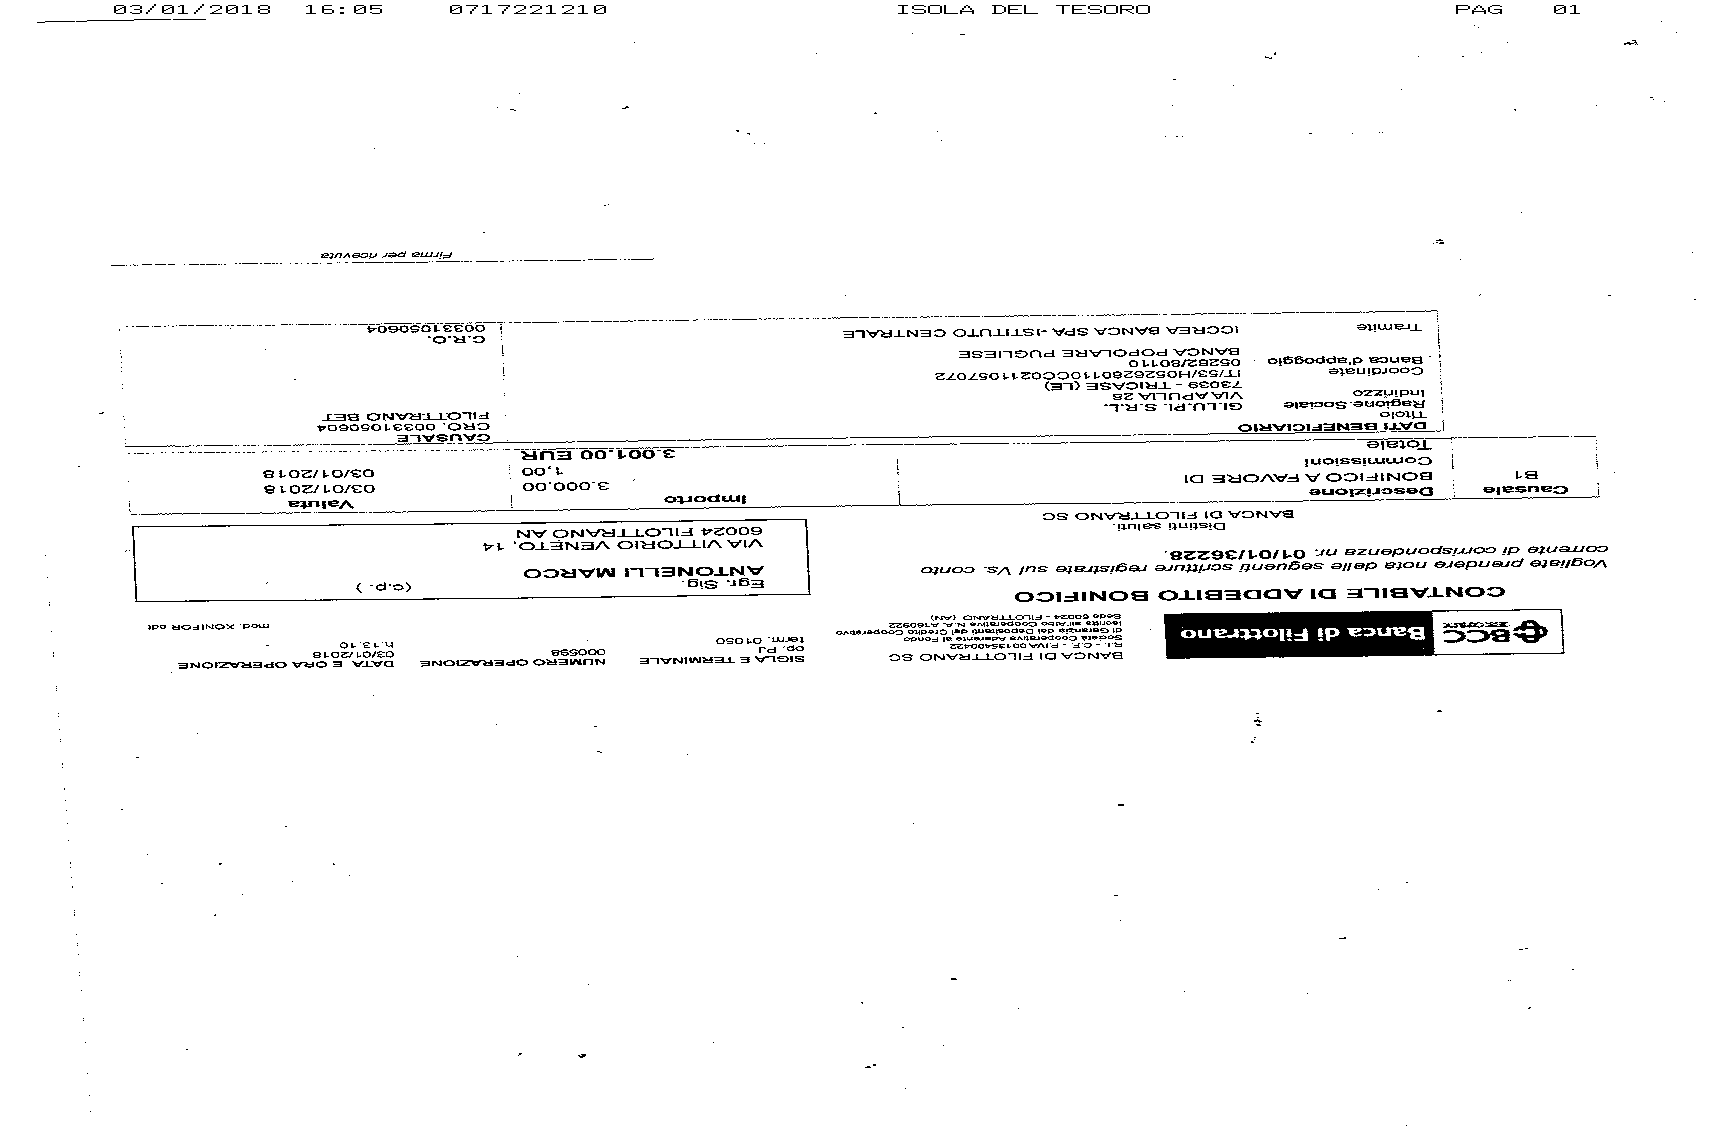 03/01/2018 16:05 0717221210 ISOLA DEL TESORO PAG 01
BCC Banca di Filottrano
BANCA DI FILOTTRANO SC
R.I. - C.F. - P.IVA 00135400422
Società Cooperativa Aderente al Fondo
di Garanzia dei Depositanti del Credito Cooperativo
Iscritta all'Albo Cooperative N.A. A160922
Sede 60024 - FILOTTRANO (AN)
SIGLA E TERMINALE NUMERO OPERAZIONE DATA E ORA OPERAZIONE
op. PJ 000598 03/01/2018
term. 01050 h.13.10
mod. XONIFOR
CONTABILE DI ADDEBITO BONIFICO
Vogliate prendere nota delle seguenti scritture registrate sul Vs. conto
corrente di corrispondenza nr. 01/01/36228.
Distinti saluti.
BANCA DI FILOTTRANO SC
Egr. Sig. (c.p. )
ANTONELLI MARCO
VIA VITTORIO VENETO, 14
60024 FILOTTRANO AN
Causale Descrizione Importo Valuta
B1 BONIFICO A FAVORE DI 3.000,00 03/01/2018
Commissioni 1,00 03/01/2018
Totale 3.001,00 EUR
DATI BENEFICIARIO CAUSALE
Titolo CRO. 00331050604
Ragione Sociale GI.LU.PI. S.R.L. FILOTTRANO BET
Indirizzo VIA APULIA 28
73039 - TRICASE (LE)
Coordinate IT/53/H0526280110CC0211057072
Banca d'appoggio 05262/80110
BANCA POPOLARE PUGLIESE
Tramite ICCREA BANCA SPA -ISTITUTO CENTRALE
C.R.O.
00331050604
Firma per ricevuta